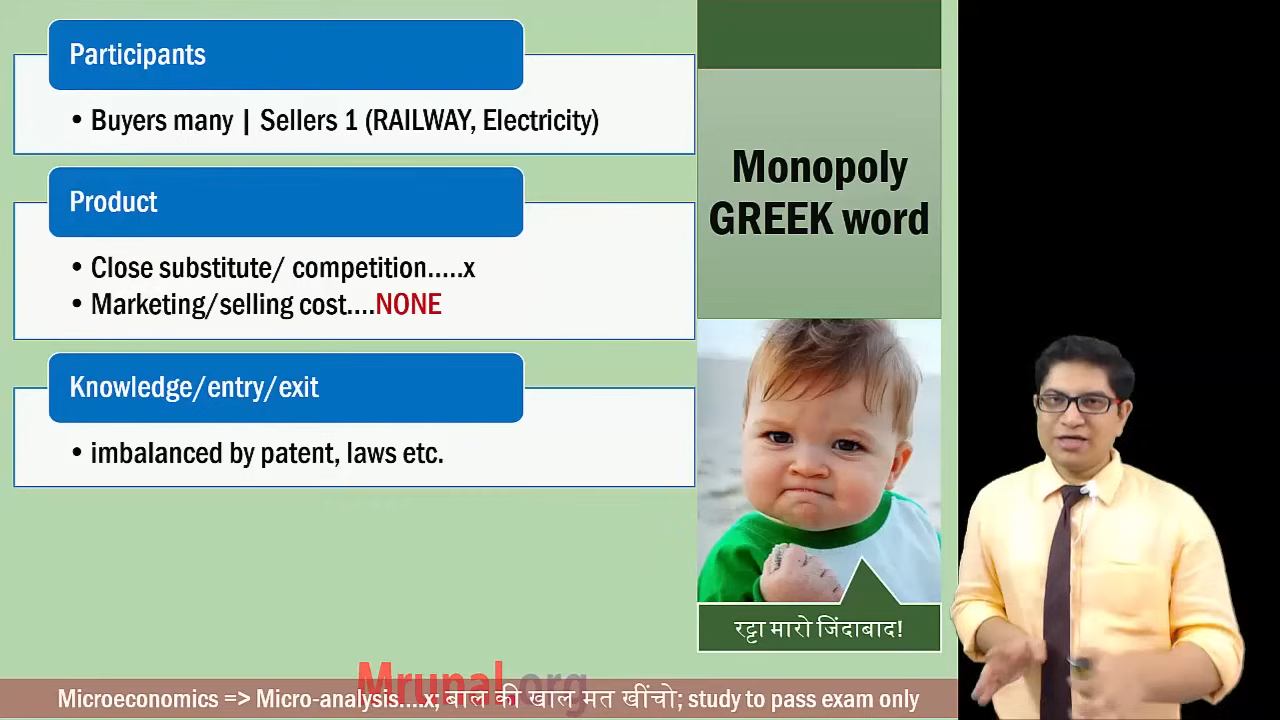 Participants
• Buyers many | Sellers 1 (RAILWAY, Electricity)
Product
• Close substitute/ competition.....x
• Marketing/selling cost....NONE
Knowledge/entry/exit
• imbalanced by patent, laws etc.
Monopoly
GREEK word
रट्टा मारो जिंदाबाद!
Mrunal.org
Microeconomics => Micro-analysis....x; बाल की खाल मत खींचो; study to pass exam only